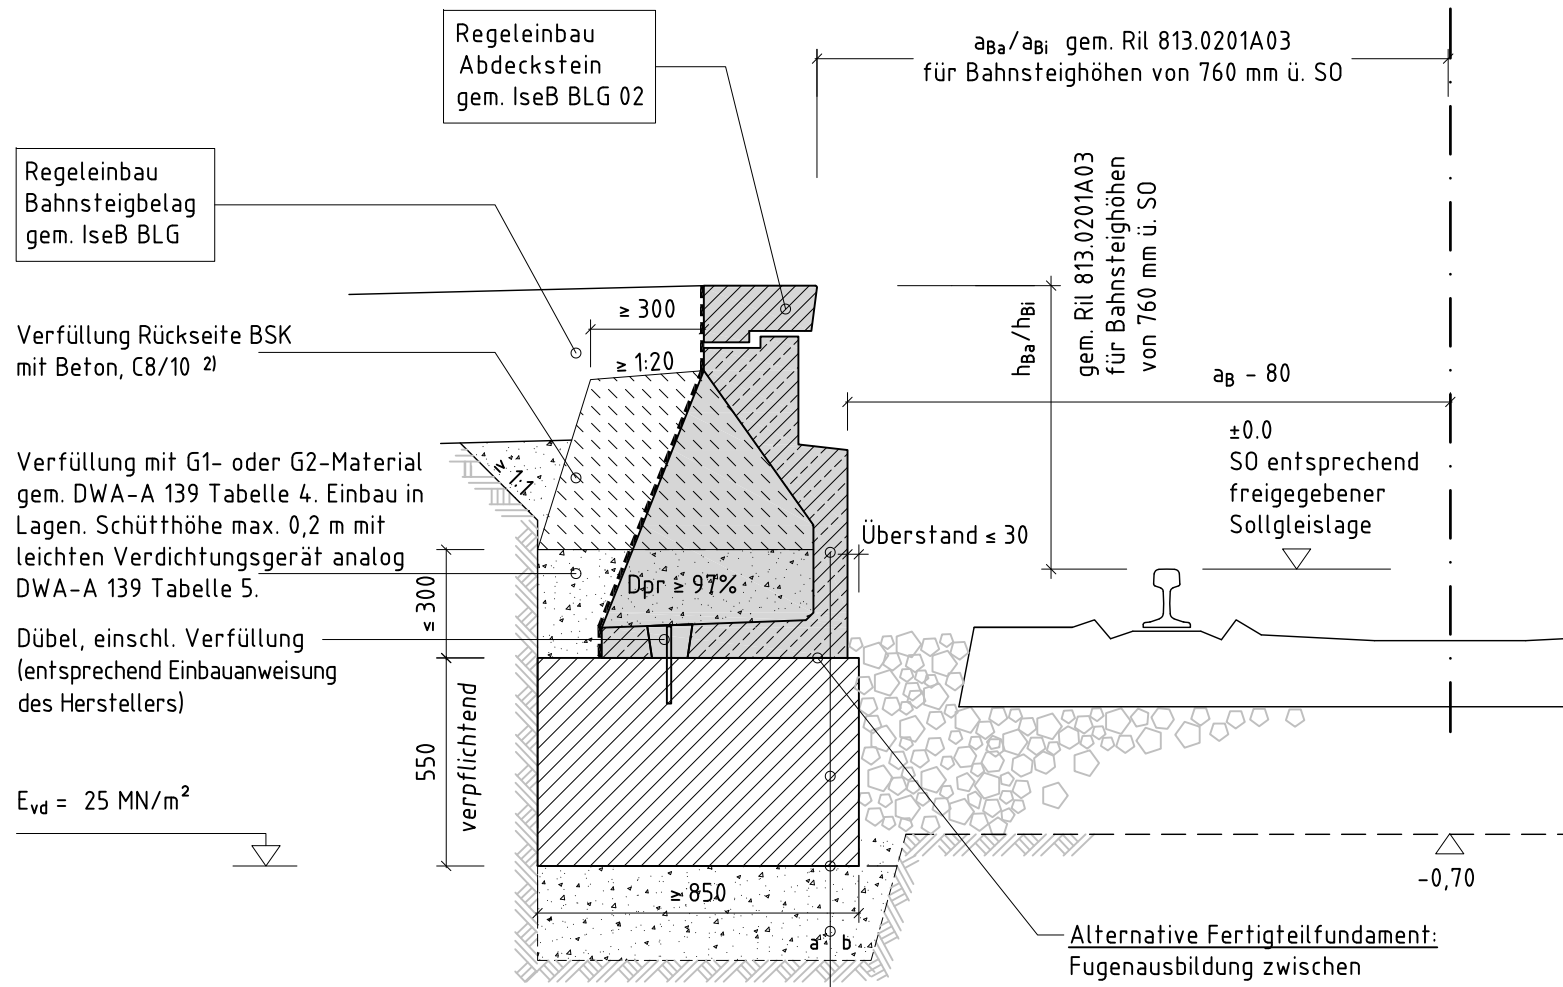 Regeleinbau
Abdeckstein
gem. IseB BLG 02
aBa/aBi gem. Ril 813.0201A03
für Bahnsteighöhen von 760 mm ü. SO
Regeleinbau
Bahnsteigbelag
gem. IseB BLG
hBa/hBi
gem. Ril 813.0201A03
für Bahnsteighöhen
von 760 mm ü. SO
≥ 300
≥ 1:20
Verfüllung Rückseite BSK
mit Beton, C8/10 2)
aB - 80
±0.0
SO entsprechend
freigegebener
Sollgleislage
≥ 1:1
Verfüllung mit G1- oder G2-Material
gem. DWA-A 139 Tabelle 4. Einbau in
Lagen. Schütthöhe max. 0,2 m mit
leichten Verdichtungsgerät analog
DWA-A 139 Tabelle 5.
Überstand ≤ 30
≤ 300
Dpr ≥ 97%
Dübel, einschl. Verfüllung
(entsprechend Einbauanweisung
des Herstellers)
550
verpflichtend
Evd = 25 MN/m²
≥ 850
-0,70
a b
Alternative Fertigteilfundament:
Fugenausbildung zwischen